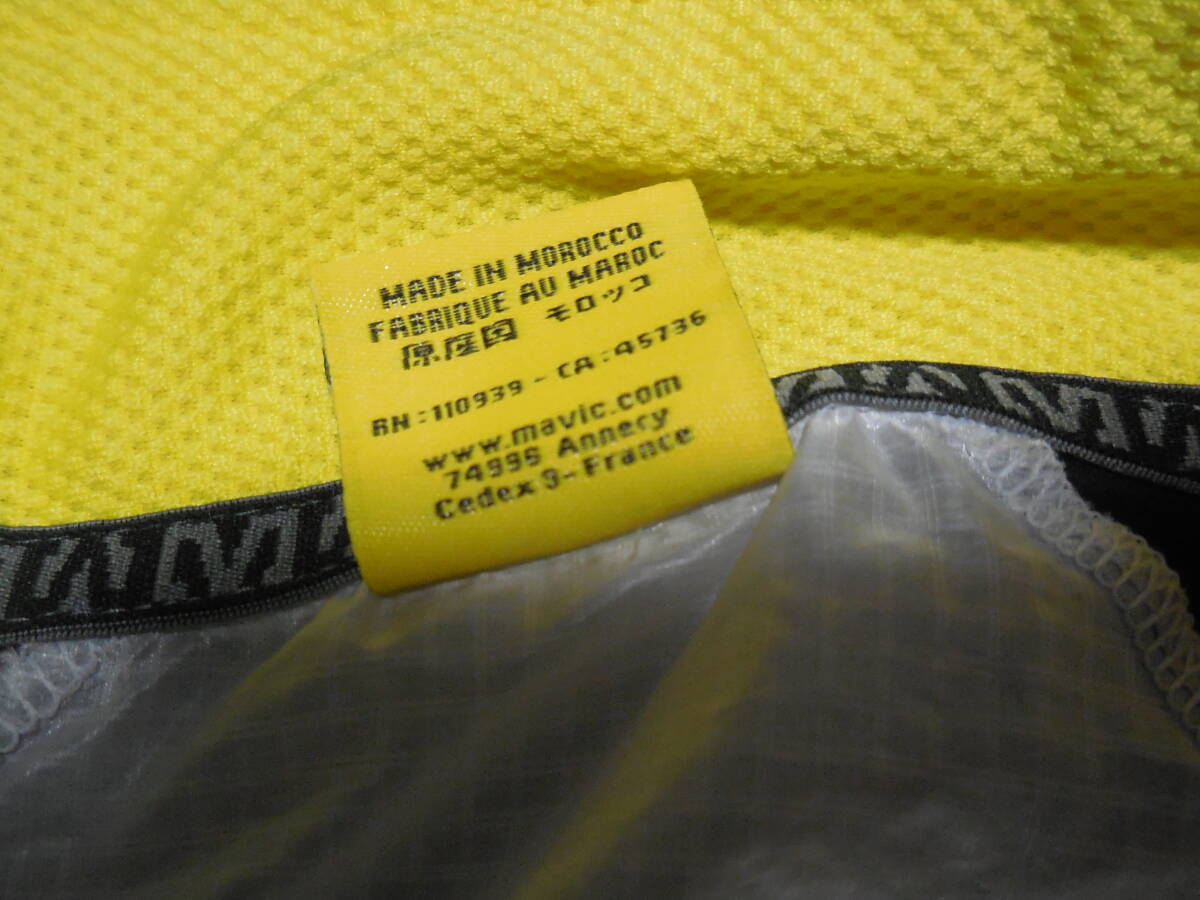 MADE IN MOROCCO
FABRIQUE AU MAROC
原産国 モロッコ
RN:110939 - CA:45736
www.mavic.com
74996 Annecy
Cedex 9 - France